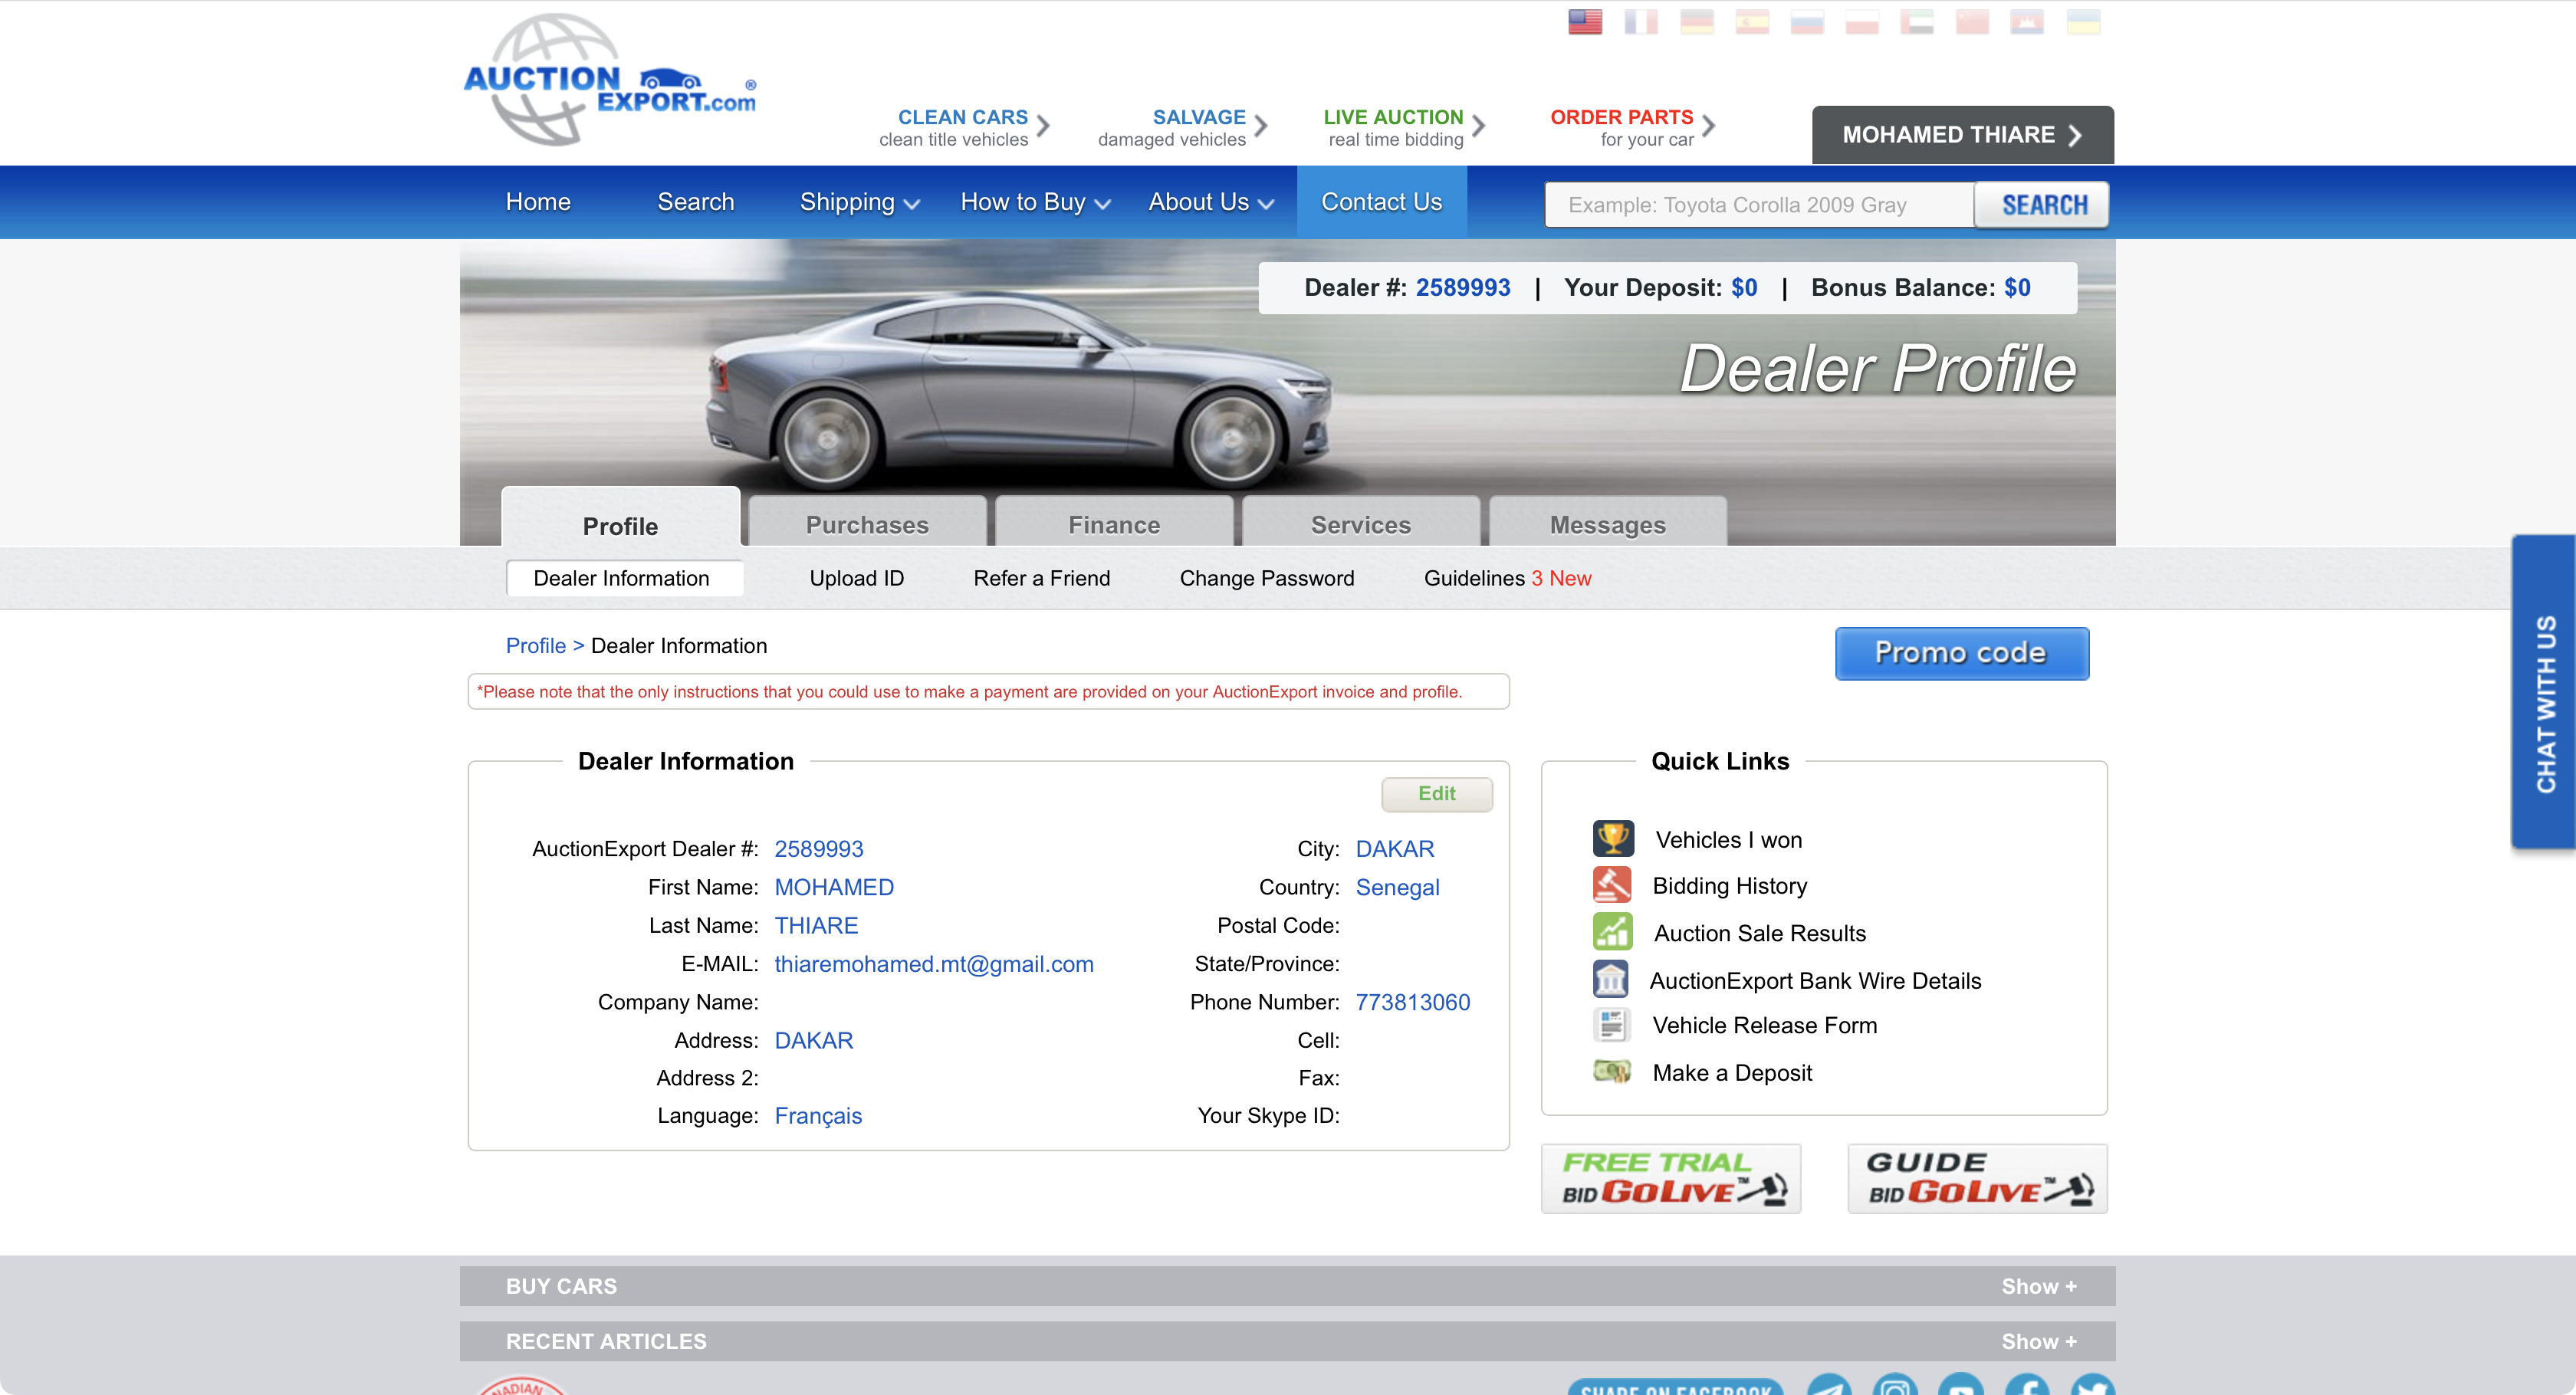 AUCTION
EXPORT.com®
CLEAN CARS
clean title vehicles
SALVAGE
damaged vehicles
LIVE AUCTION
real time bidding
ORDER PARTS
for your car
MOHAMED THIARE
Home
Search
Shipping
How to Buy
About Us
Contact Us
Example: Toyota Corolla 2009 Gray
SEARCH
Dealer #: 2589993 | Your Deposit: $0 | Bonus Balance: $0
Dealer Profile
Profile
Purchases
Finance
Services
Messages
Dealer Information
Upload ID
Refer a Friend
Change Password
Guidelines 3 New
CHAT WITH US
Profile > Dealer Information
Promo code
*Please note that the only instructions that you could use to make a payment are provided on your AuctionExport invoice and profile.
Dealer Information
Edit
AuctionExport Dealer #: 2589993
First Name: MOHAMED
Last Name: THIARE
E-MAIL: thiaremohamed.mt@gmail.com
Company Name:
Address: DAKAR
Address 2:
Language: Français
City: DAKAR
Country: Senegal
Postal Code:
State/Province:
Phone Number: 773813060
Cell:
Fax:
Your Skype ID:
Quick Links
Vehicles I won
Bidding History
Auction Sale Results
AuctionExport Bank Wire Details
Vehicle Release Form
Make a Deposit
FREE TRIAL
BID GOLIVE™
GUIDE
BID GOLIVE™
BUY CARS
Show +
RECENT ARTICLES
Show +
SHARE ON FACEBOOK